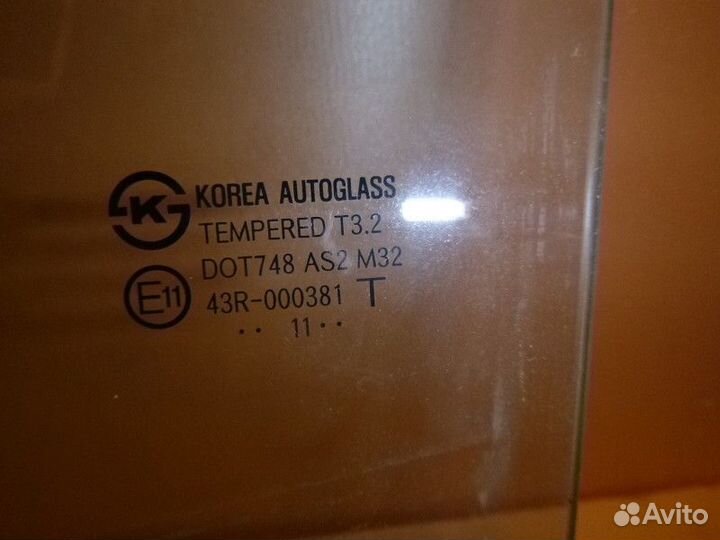 K KOREA AUTOGLASS
TEMPERED T3.2
DOT748 AS2 M32
E11 43R-000381 T
.. 11 ..
Avito